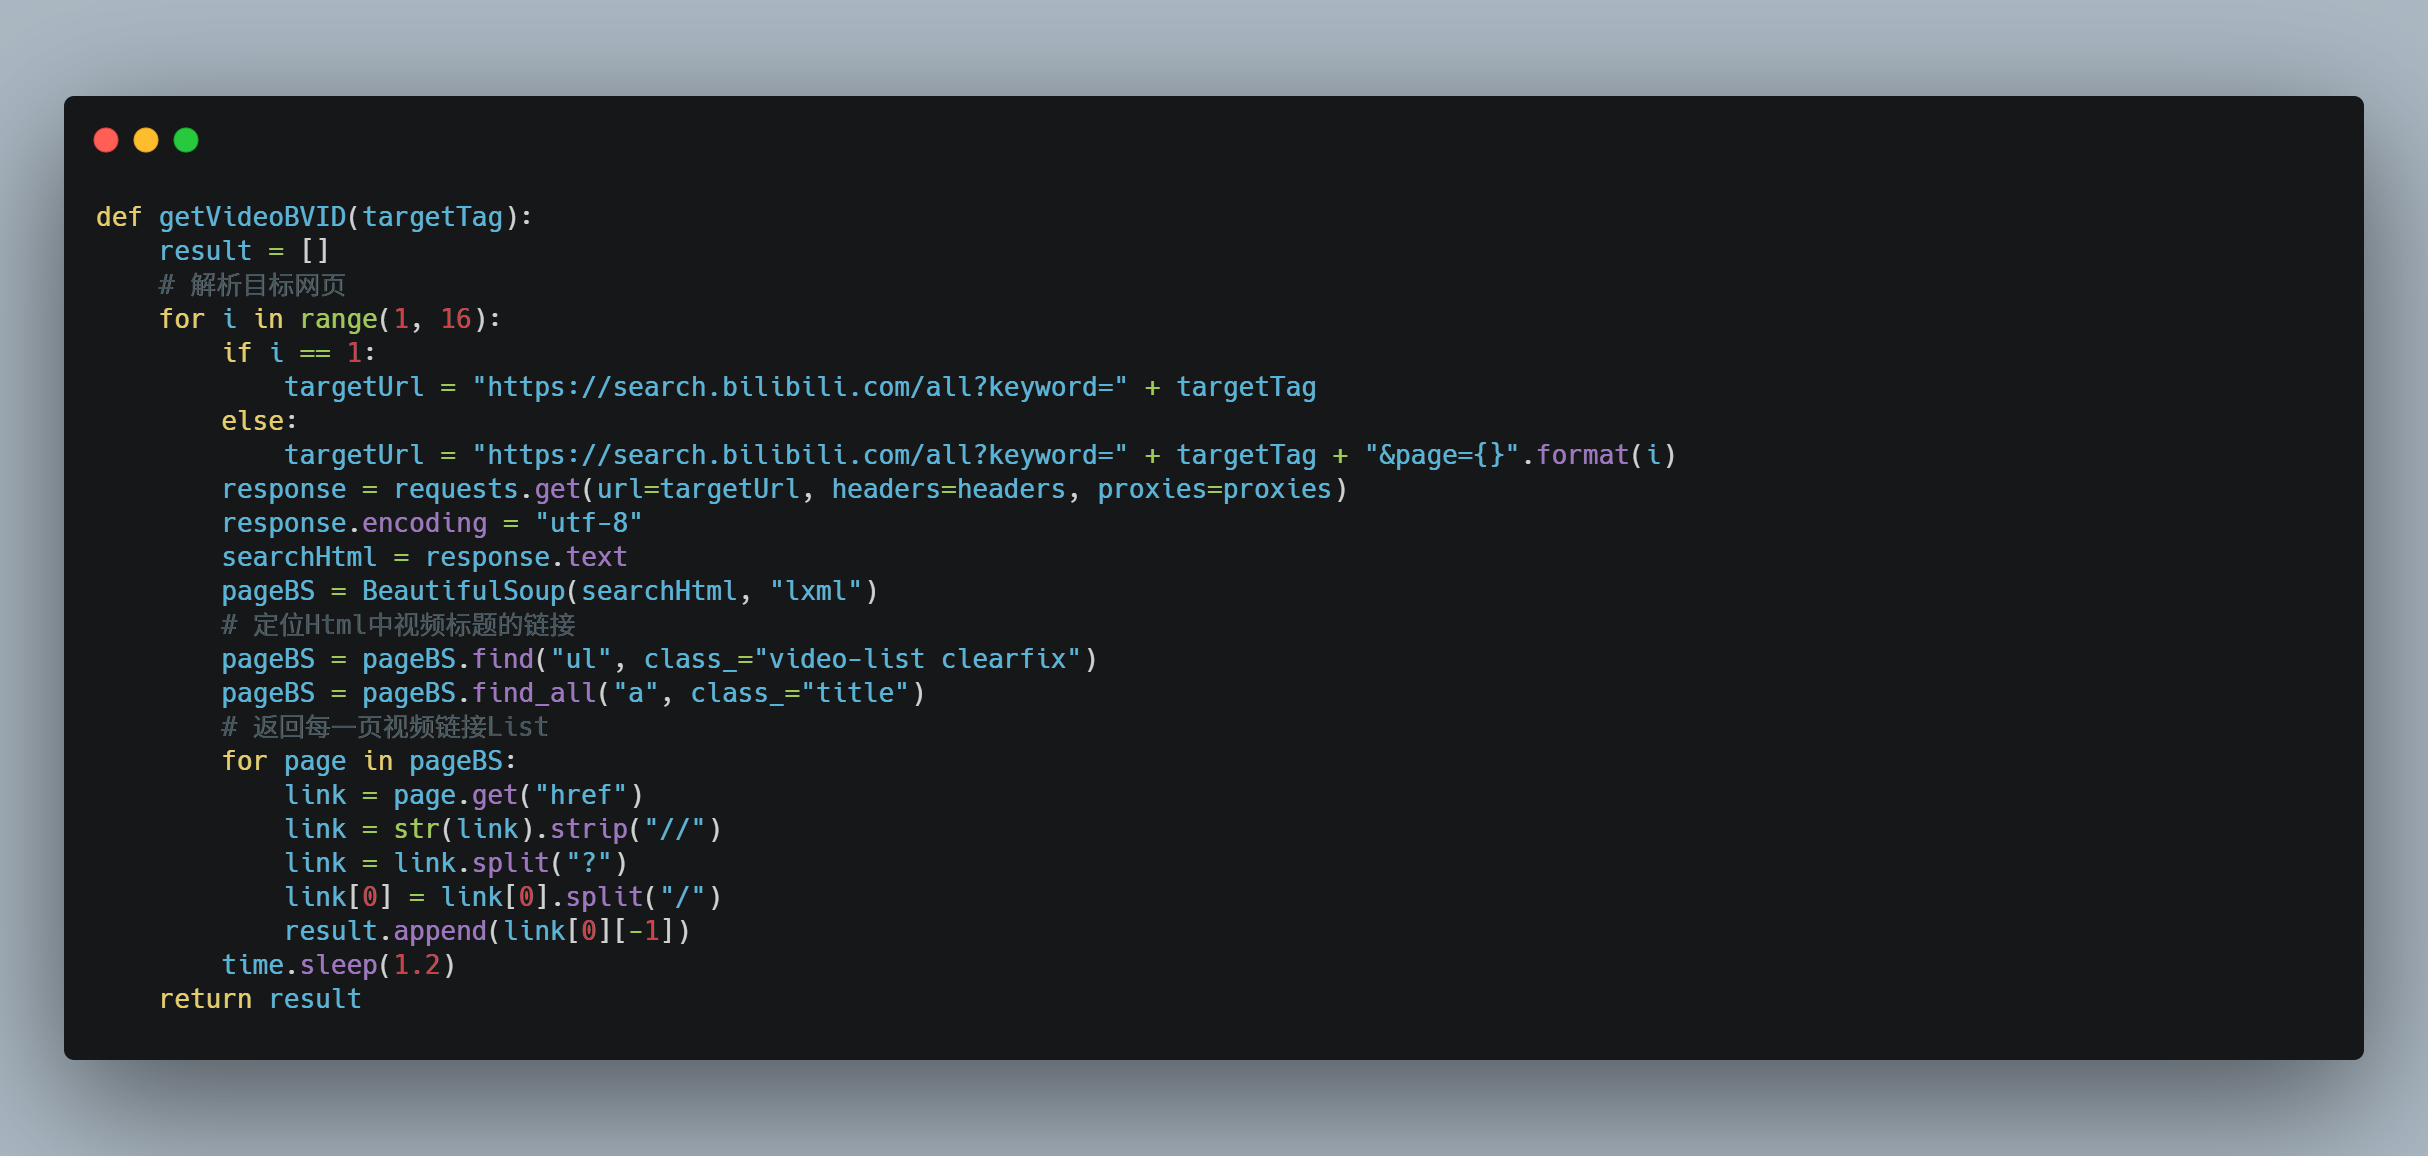 def getVideoBVID(targetTag):
    result = []
    # 解析目标网页
    for i in range(1, 16):
        if i == 1:
            targetUrl = "https://search.bilibili.com/all?keyword=" + targetTag
        else:
            targetUrl = "https://search.bilibili.com/all?keyword=" + targetTag + "&page={}".format(i)
        response = requests.get(url=targetUrl, headers=headers, proxies=proxies)
        response.encoding = "utf-8"
        searchHtml = response.text
        pageBS = BeautifulSoup(searchHtml, "lxml")
        # 定位Html中视频标题的链接
        pageBS = pageBS.find("ul", class_="video-list clearfix")
        pageBS = pageBS.find_all("a", class_="title")
        # 返回每一页视频链接List
        for page in pageBS:
            link = page.get("href")
            link = str(link).strip("//")
            link = link.split("?")
            link[0] = link[0].split("/")
            result.append(link[0][-1])
        time.sleep(1.2)
    return result